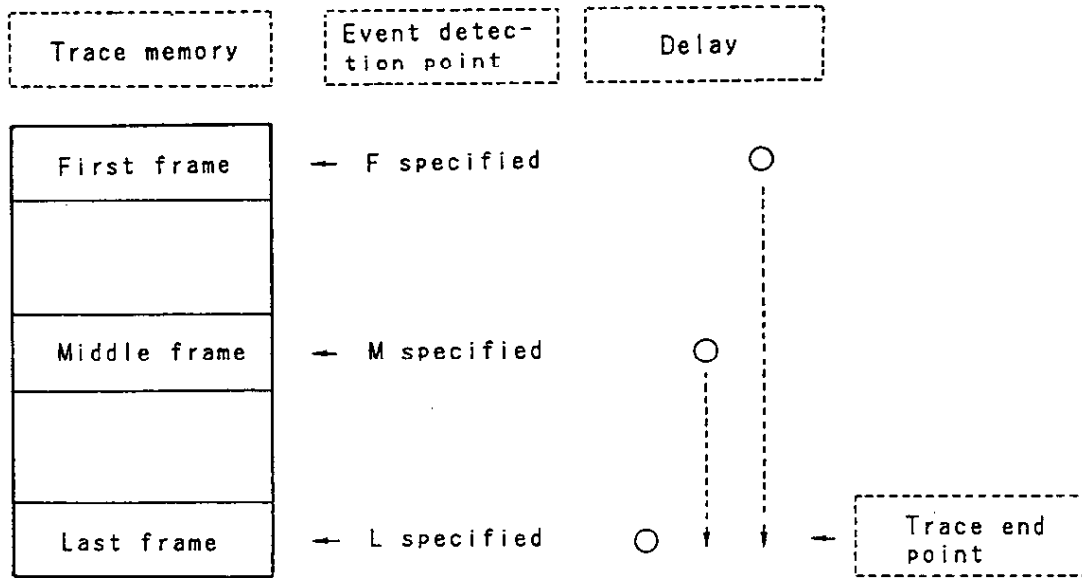 Trace memory
Event detec-
tion point
Delay
First frame
← F specified
Middle frame
← M specified
Last frame
← L specified
← Trace end
point